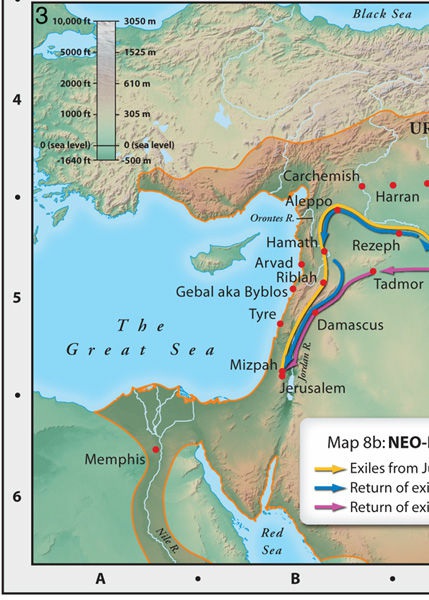 3
10,000 ft 3050 m
5000 ft 1525 m
2000 ft 610 m
1000 ft 305 m
0 (sea level) 0 (sea level)
-1640 ft -500 m
Black Sea
4
UR
Carchemish
Harran
Aleppo
Orontes R.
Hamath
Rezeph
Arvad
Riblah
Tadmor
Gebal aka Byblos
5
Tyre
The
Great Sea
Damascus
Jordan R.
Mizpah
Jerusalem
Map 8b: NEO-
Memphis
Exiles from Ju
Return of exi
Return of exi
6
Nile R.
Red
Sea
A
B